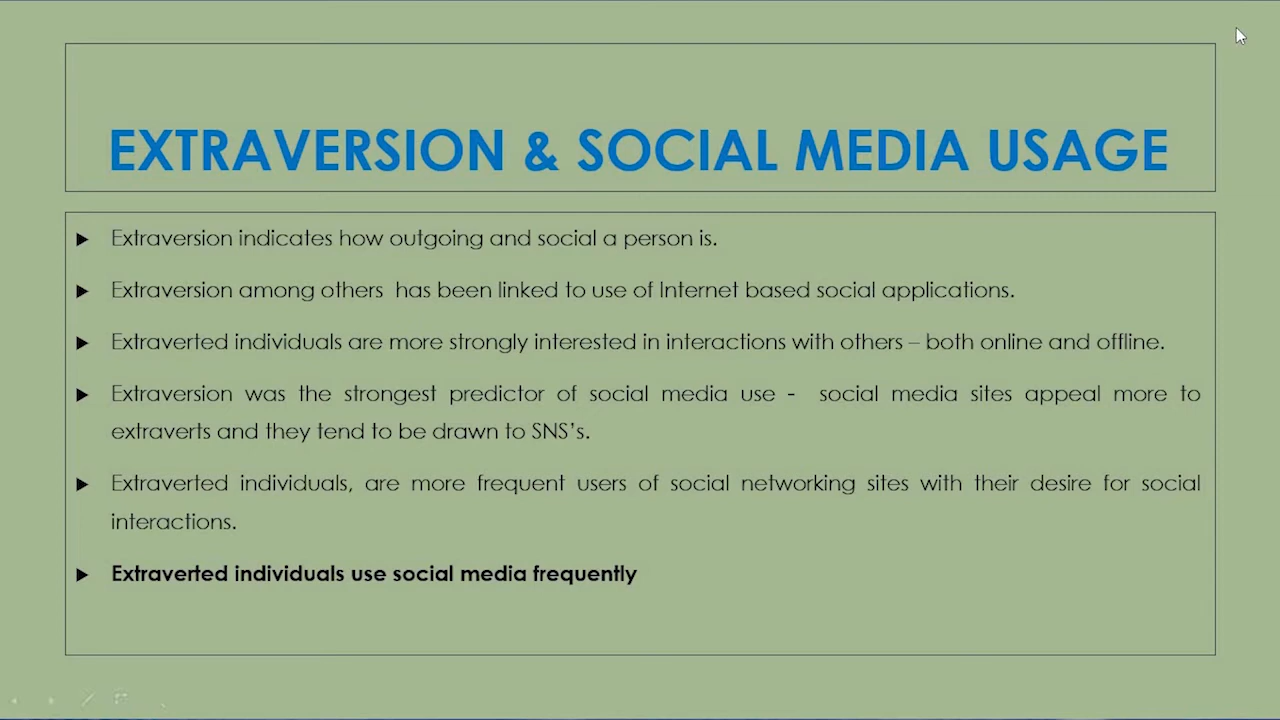 EXTRAVERSION & SOCIAL MEDIA USAGE
Extraversion indicates how outgoing and social a person is.
Extraversion among others has been linked to use of Internet based social applications.
Extraverted individuals are more strongly interested in interactions with others – both online and offline.
Extraversion was the strongest predictor of social media use - social media sites appeal more to
extraverts and they tend to be drawn to SNS's.
Extraverted individuals, are more frequent users of social networking sites with their desire for social
interactions.
Extraverted individuals use social media frequently